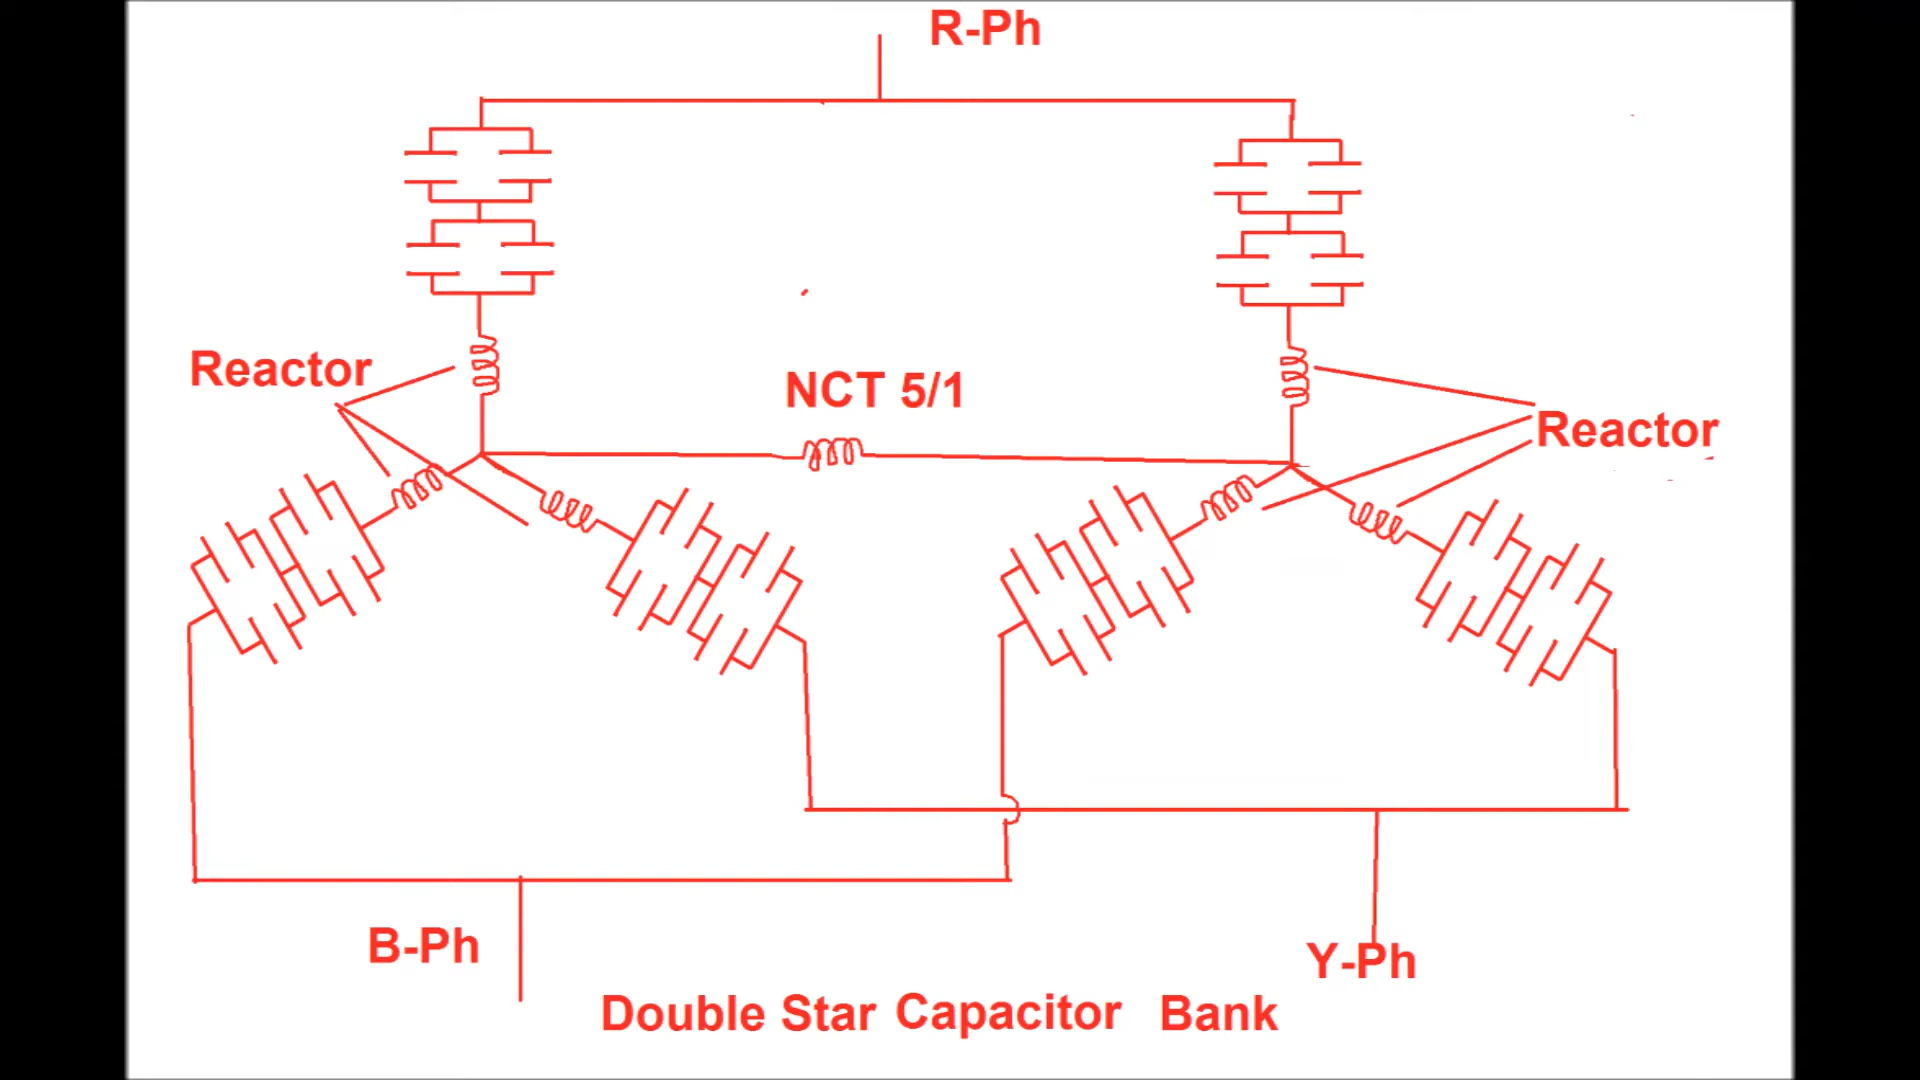 R-Ph
Reactor
NCT 5/1
Reactor
B-Ph
Y-Ph
Double Star Capacitor Bank